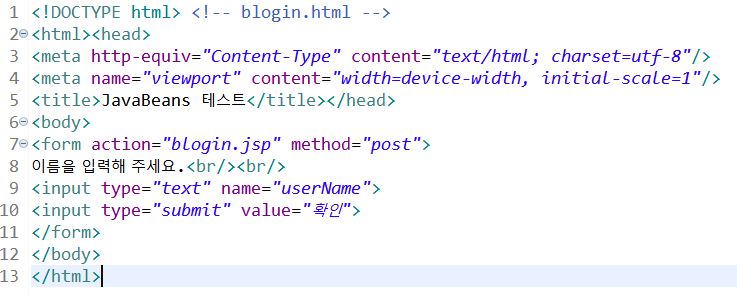 1 <!DOCTYPE html> <!-- blogin.html -->
2 <html><head>
3 <meta http-equiv="Content-Type" content="text/html; charset=utf-8"/>
4 <meta name="viewport" content="width=device-width, initial-scale=1"/>
5 <title>JavaBeans 테스트</title></head>
6 <body>
7 <form action="blogin.jsp" method="post">
8 이름을 입력해 주세요.<br/><br/>
9 <input type="text" name="userName">
10 <input type="submit" value="확인">
11 </form>
12 </body>
13 </html>